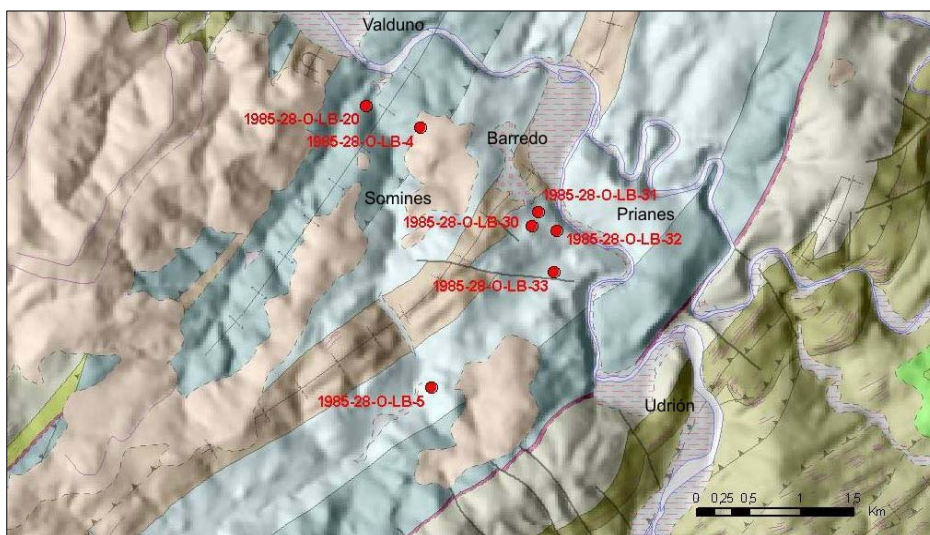 Valduno
1985-28-O-LB-20
1985-28-O-LB-4
Barredo
Somines
1985-28-O-LB-31
1985-28-O-LB-30
Prianes
1985-28-O-LB-32
1985-28-O-LB-33
1985-28-O-LB-5
Udrión
0 0,25 0,5 1 1,5
Km